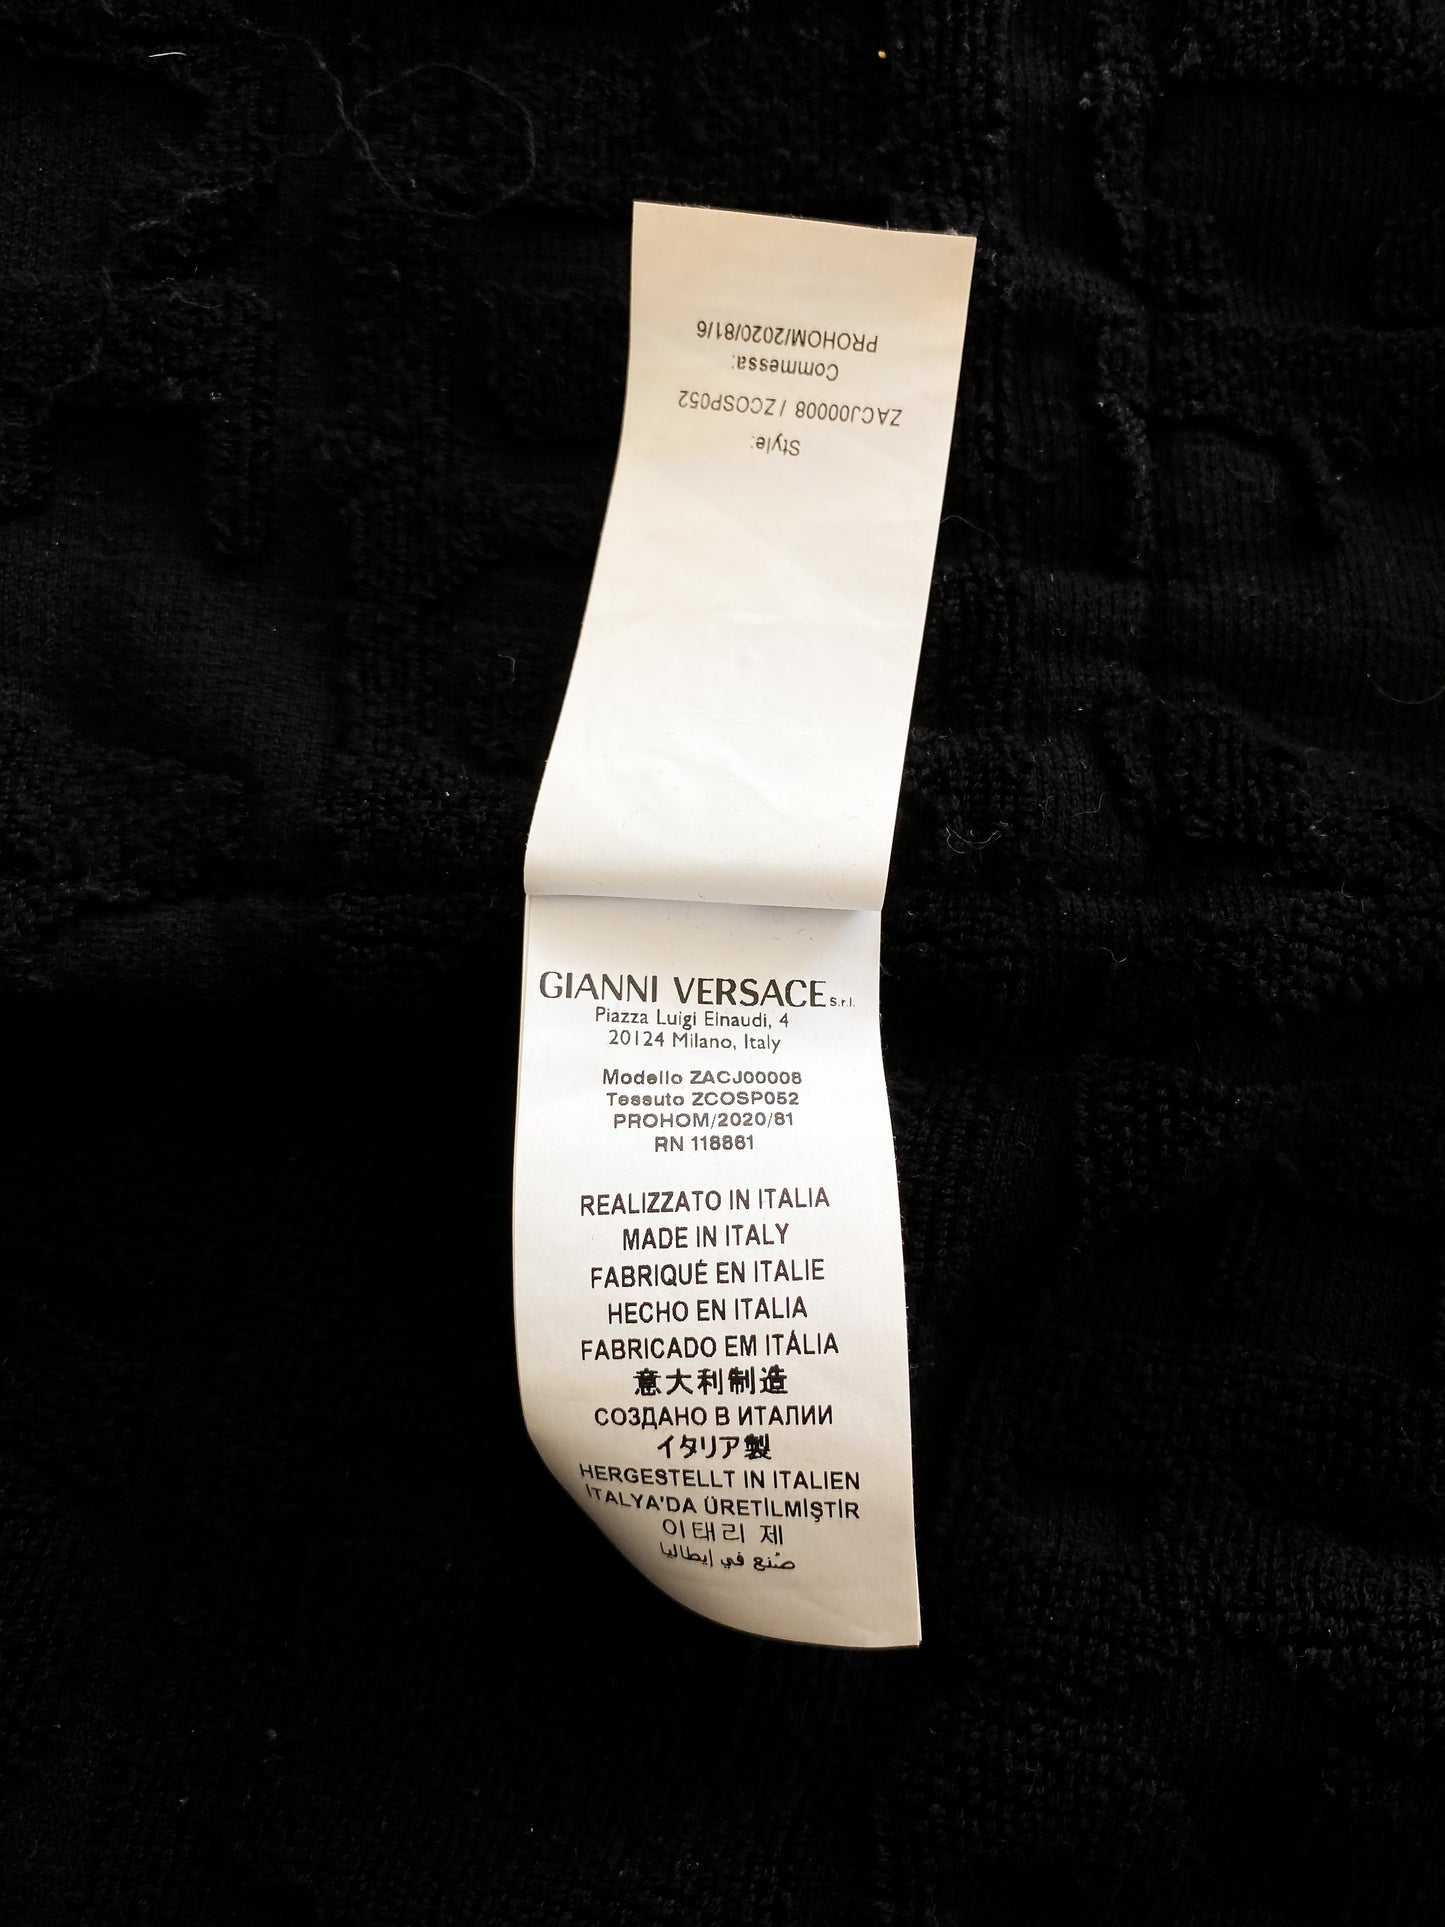 Style:
ZACJ00008 / ZCOSP052
Commessa:
PROHOM/2020/81/6
GIANNI VERSACE s.r.l.
Piazza Luigi Einaudi, 4
20124 Milano, Italy
Modello ZACJ00008
Tessuto ZCOSP052
PROHOM/2020/81
RN 118861
REALIZZATO IN ITALIA
MADE IN ITALY
FABRIQUÉ EN ITALIE
HECHO EN ITALIA
FABRICADO EM ITÁLIA
意大利制造
СОЗДАНО В ИТАЛИИ
イタリア製
HERGESTELLT IN ITALIEN
ITALYA'DA ÜRETİLMİŞTİR
이태리 제
صُنع في إيطاليا